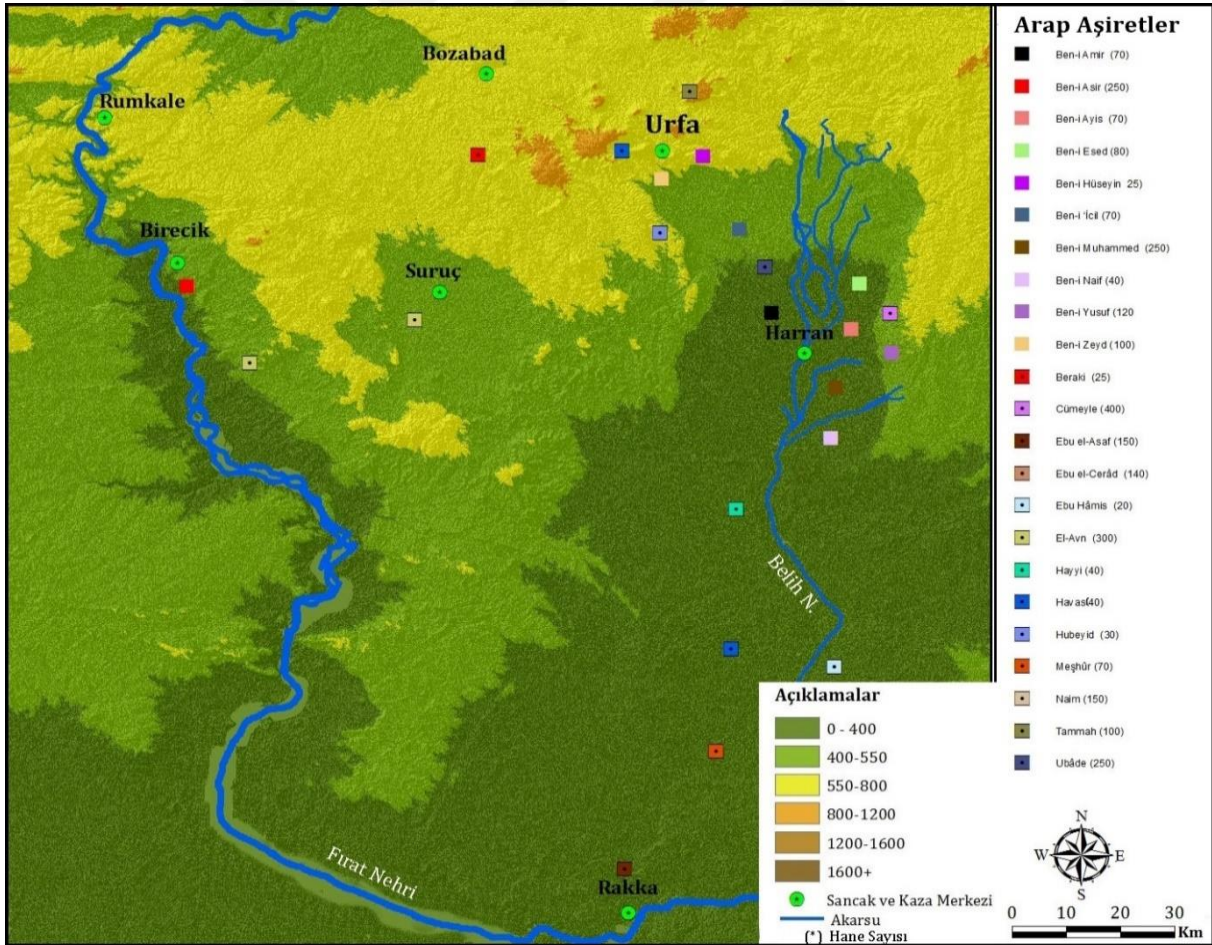 Bozabad
Rumkale
Urfa
Birecik
Suruç
Harran
Belih N.
Fırat Nehri
Rakka
Arap Aşiretler
Ben-i Amir (70)
Ben-i Asir (250)
Ben-i Ayis (70)
Ben-i Esed (80)
Ben-i Hüseyin 25)
Ben-i 'İcil (70)
Ben-i Muhammed (250)
Ben-i Naif (40)
Ben-i Yusuf (120
Ben-i Zeyd (100)
Beraki (25)
Cümeyle (400)
Ebu el-Asaf (150)
Ebu el-Cerâd (140)
Ebu Hâmis (20)
El-Avn (300)
Hayyi (40)
Havas(40)
Hubeyid (30)
Meşhûr (70)
Naim (150)
Tammah (100)
Ubâde (250)
Açıklamalar
0 - 400
400-550
550-800
800-1200
1200-1600
1600+
Sancak ve Kaza Merkezi
Akarsu
(*) Hane Sayısı
N
W E
S
0 10 20 30
Km